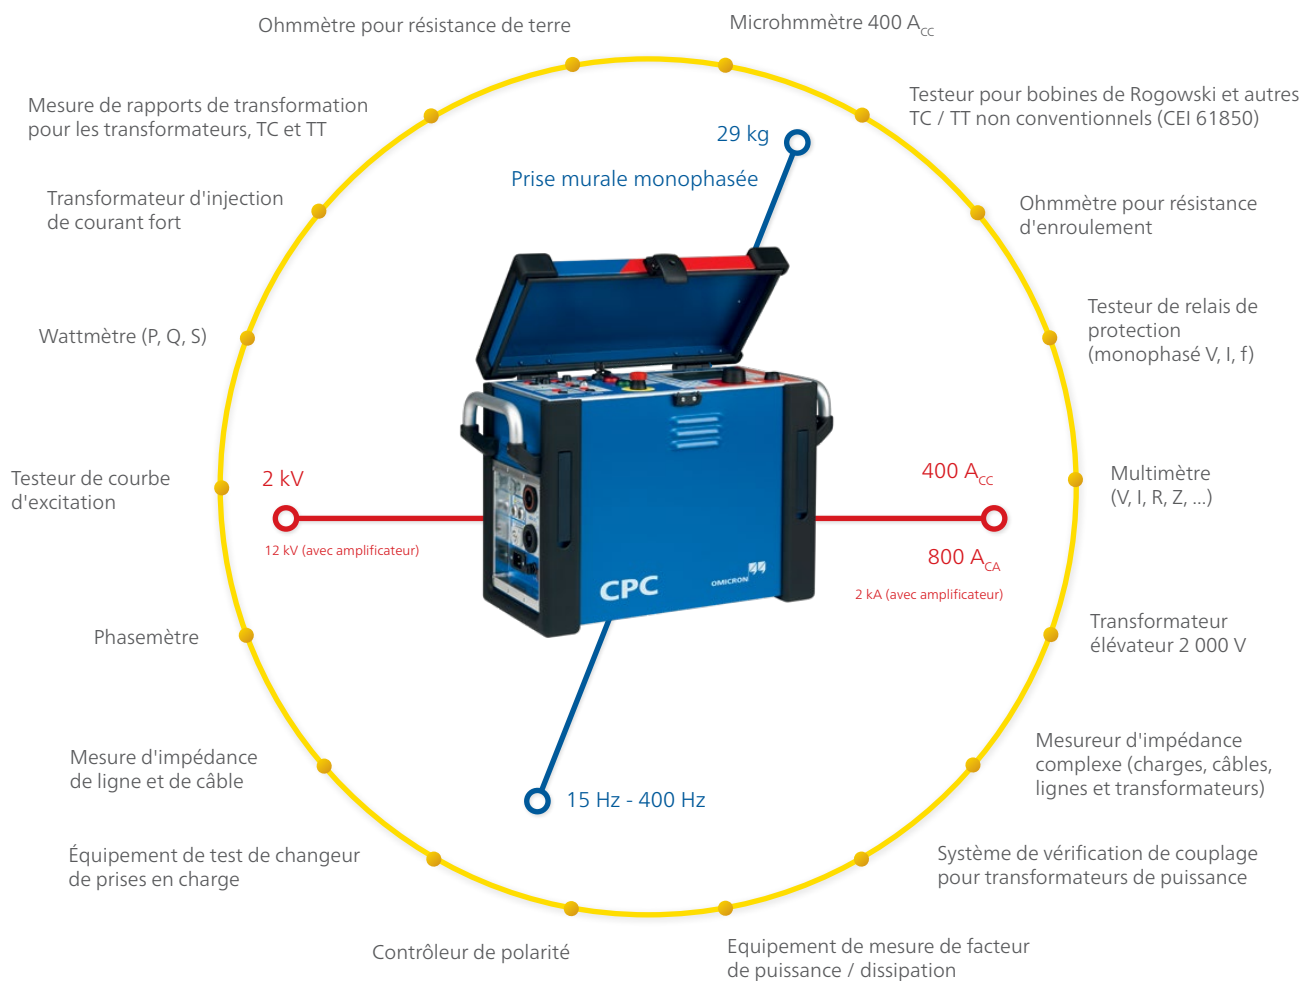 Ohmmètre pour résistance de terre
Microhmmètre 400 A_CC
Mesure de rapports de transformation
pour les transformateurs, TC et TT
Testeur pour bobines de Rogowski et autres
TC / TT non conventionnels (CEI 61850)
29 kg
Prise murale monophasée
Transformateur d'injection
de courant fort
Ohmmètre pour résistance
d'enroulement
Wattmètre (P, Q, S)
Testeur de relais de
protection
(monophasé V, I, f)
Testeur de courbe
d'excitation
2 kV
12 kV (avec amplificateur)
400 A_CC
800 A_CA
2 kA (avec amplificateur)
Multimètre
(V, I, R, Z, ...)
CPC
OMICRON
Phasemètre
Transformateur
élévateur 2 000 V
Mesure d'impédance
de ligne et de câble
Mesureur d'impédance
complexe (charges, câbles,
lignes et transformateurs)
15 Hz - 400 Hz
Équipement de test de changeur
de prises en charge
Système de vérification de couplage
pour transformateurs de puissance
Contrôleur de polarité
Equipement de mesure de facteur
de puissance / dissipation